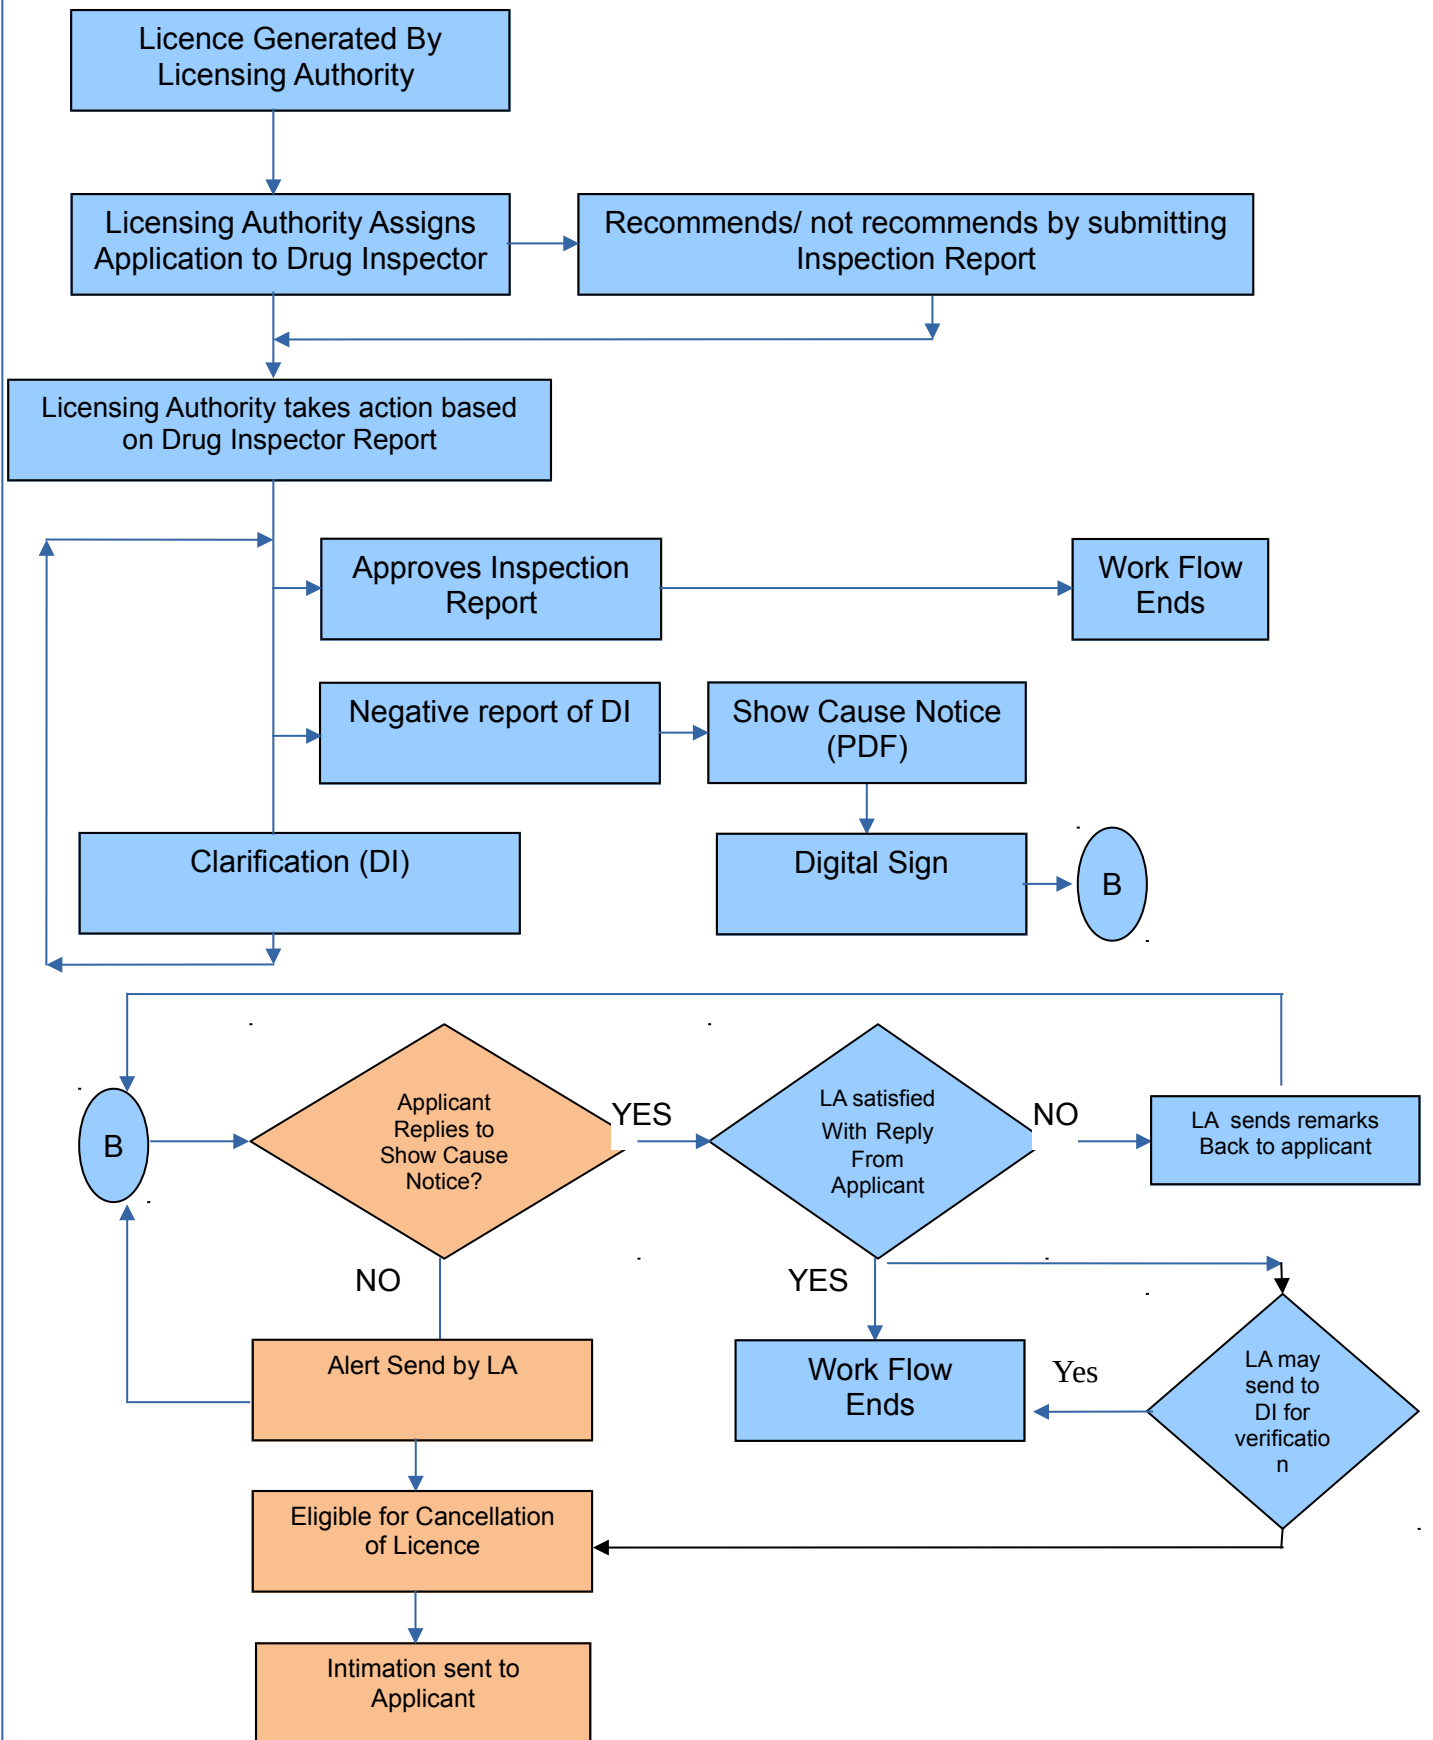 Licence Generated By
Licensing Authority
Licensing Authority Assigns
Application to Drug Inspector
Recommends/ not recommends by submitting
Inspection Report
Licensing Authority takes action based
on Drug Inspector Report
Approves Inspection
Report
Work Flow
Ends
Negative report of DI
Show Cause Notice
(PDF)
Clarification (DI)
Digital Sign
B
B
Applicant
Replies to
Show Cause
Notice?
YES
LA satisfied
With Reply
From
Applicant
NO
LA sends remarks
Back to applicant
NO
YES
Alert Send by LA
Work Flow
Ends
Yes
LA may
send to
DI for
verificatio
n
Eligible for Cancellation
of Licence
Intimation sent to
Applicant